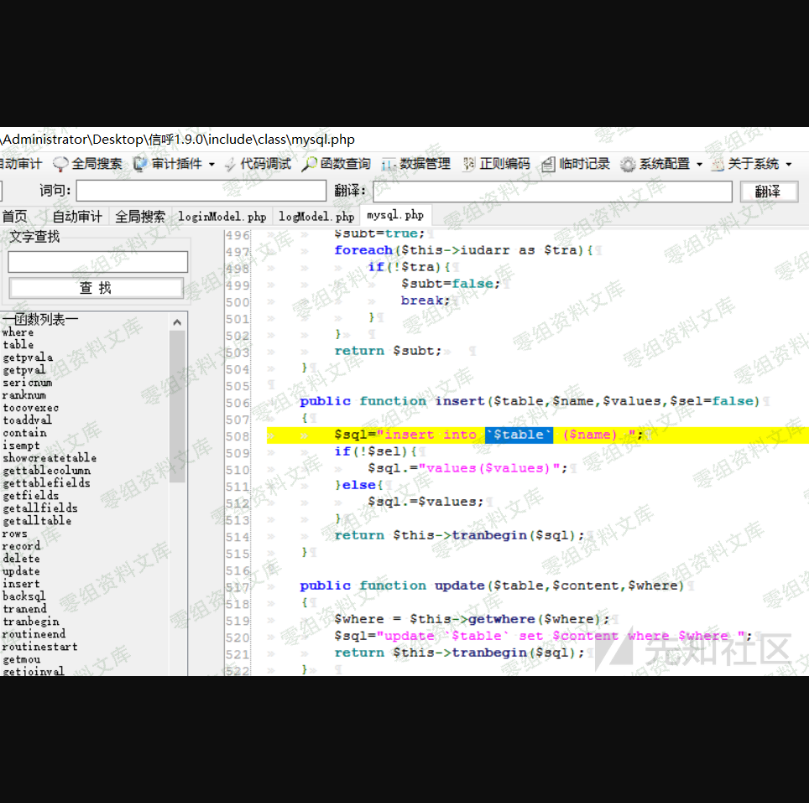 \Administrator\Desktop\信呼1.9.0\include\class\mysql.php
自动审计 全局搜索 审计插件 代码调试 函数查询 数据管理 正则编码 临时记录 系统配置 关于系统
词句: 翻译: 翻译
首页 自动审计 全局搜索 loginModel.php logModel.php mysql.php
文字查找
查 找
一函数列表一
where
table
getpvala
getpval
sericnum
ranknum
tocovexec
toaddval
contain
isempt
showcreatetable
gettablecolumn
gettablefields
getfields
getallfields
getalltable
rows
record
delete
update
insert
backsql
tranend
tranbegin
routineend
routinestart
getmou
getjoinval
496 $subt=true;
497 foreach($this->iudarr as $tra){
498 if(!$tra){
499 $subt=false;
500 break;
501 }
502 }
503 return $subt;
504 }
505
506 public function insert($table,$name,$values,$sel=false)
507 {
508 $sql="insert into `$table` ($name) ";
509 if(!$sel){
510 $sql.="values($values)";
511 }else{
512 $sql.=$values;
513 }
514 return $this->tranbegin($sql);
515 }
516
517 public function update($table,$content,$where)
518 {
519 $where = $this->getwhere($where);
520 $sql="update `$table` set $content where $where ";
521 return $this->tranbegin($sql);
522 }
零组资料文库
先知社区